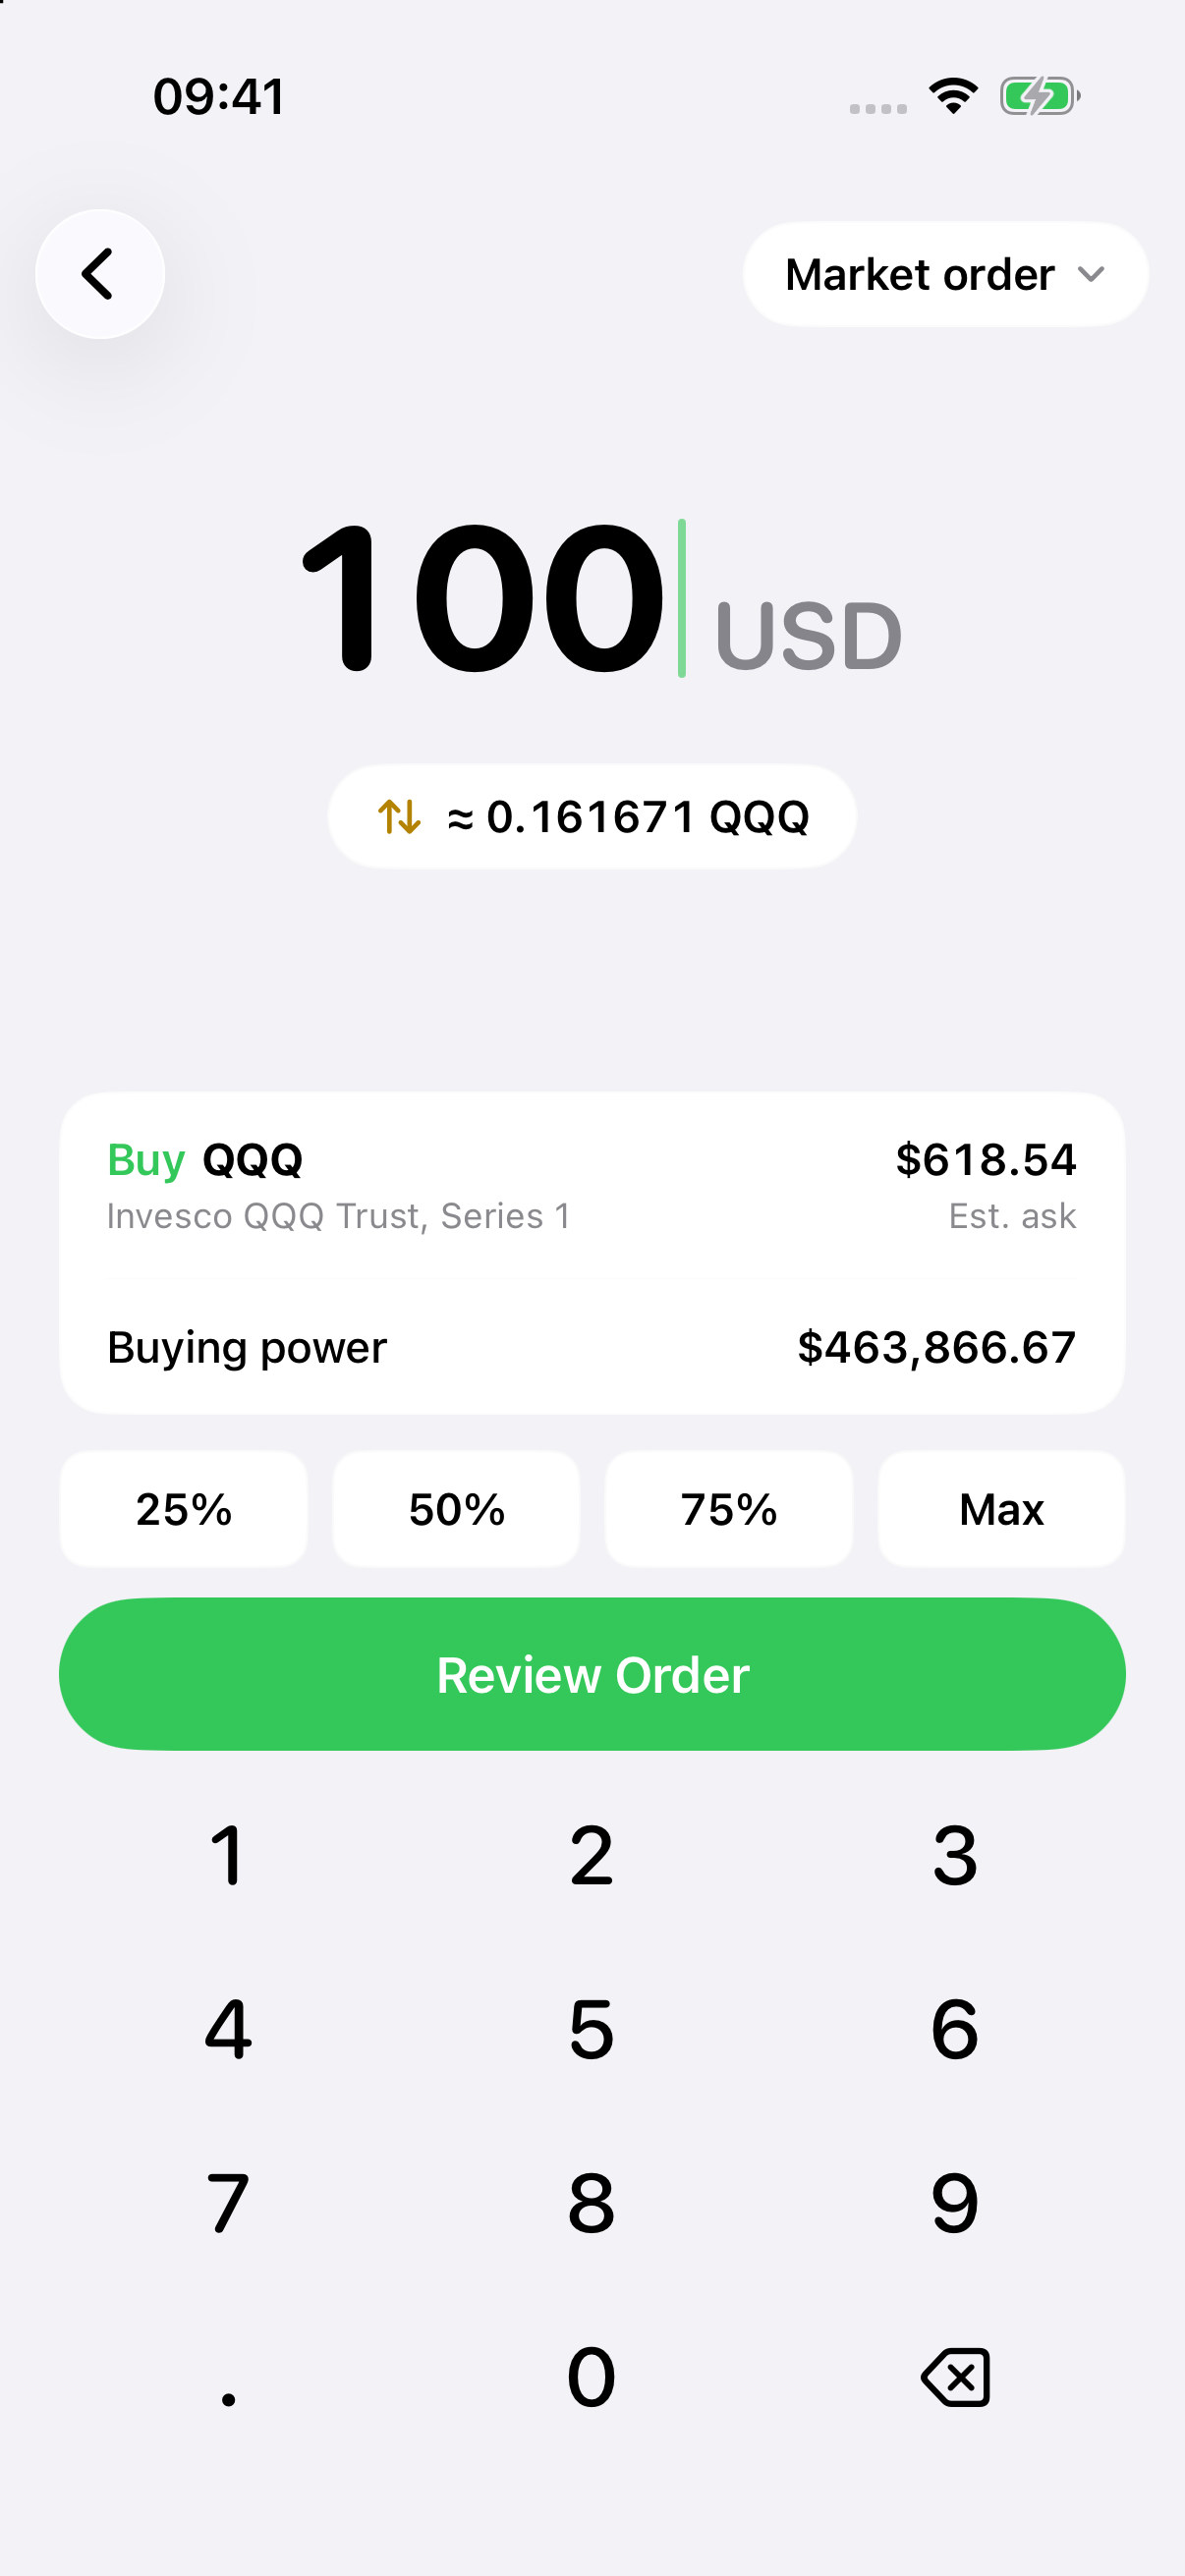 09:41
Market order
100 USD
≈ 0.161671 QQQ
Buy QQQ $618.54
Invesco QQQ Trust, Series 1 Est. ask
Buying power $463,866.67
25% 50% 75% Max
Review Order
1 2 3
4 5 6
7 8 9
. 0